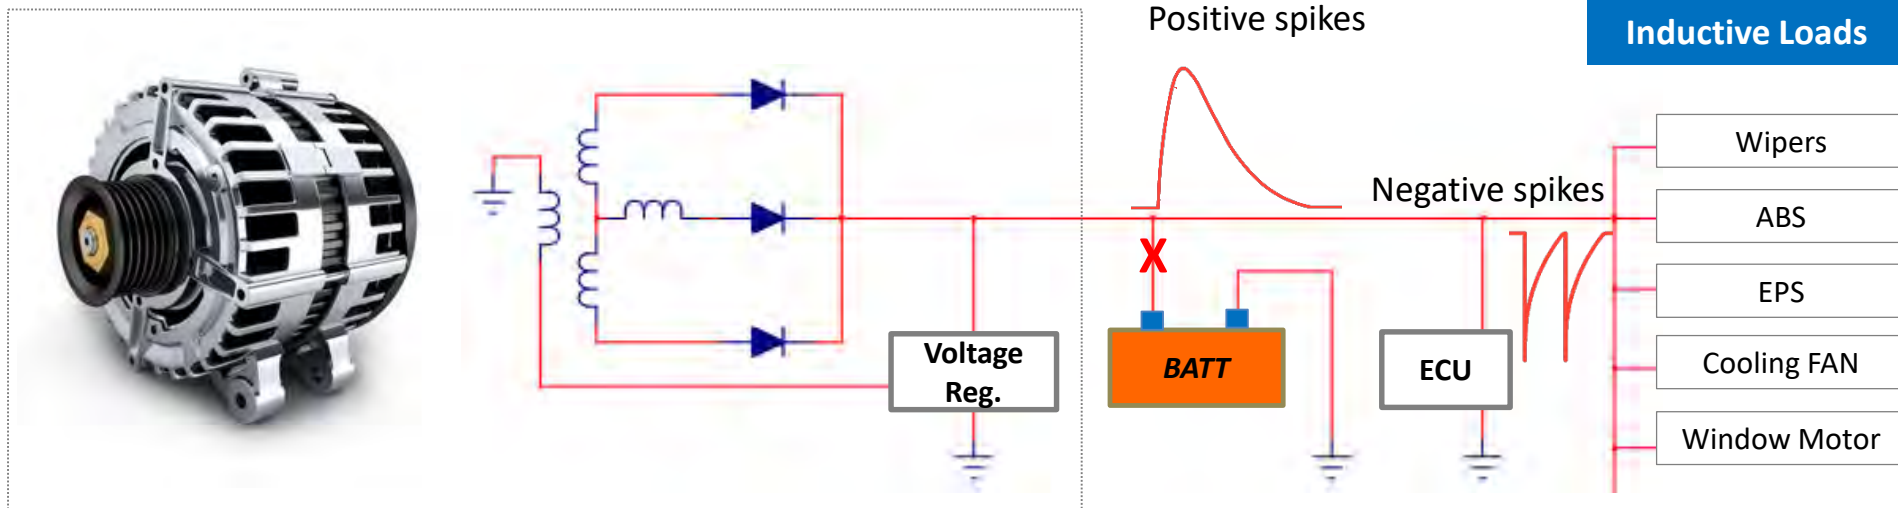 Positive spikes
Inductive Loads
Wipers
Negative spikes
ABS
X
EPS
Voltage
Reg.
BATT
ECU
Cooling FAN
Window Motor